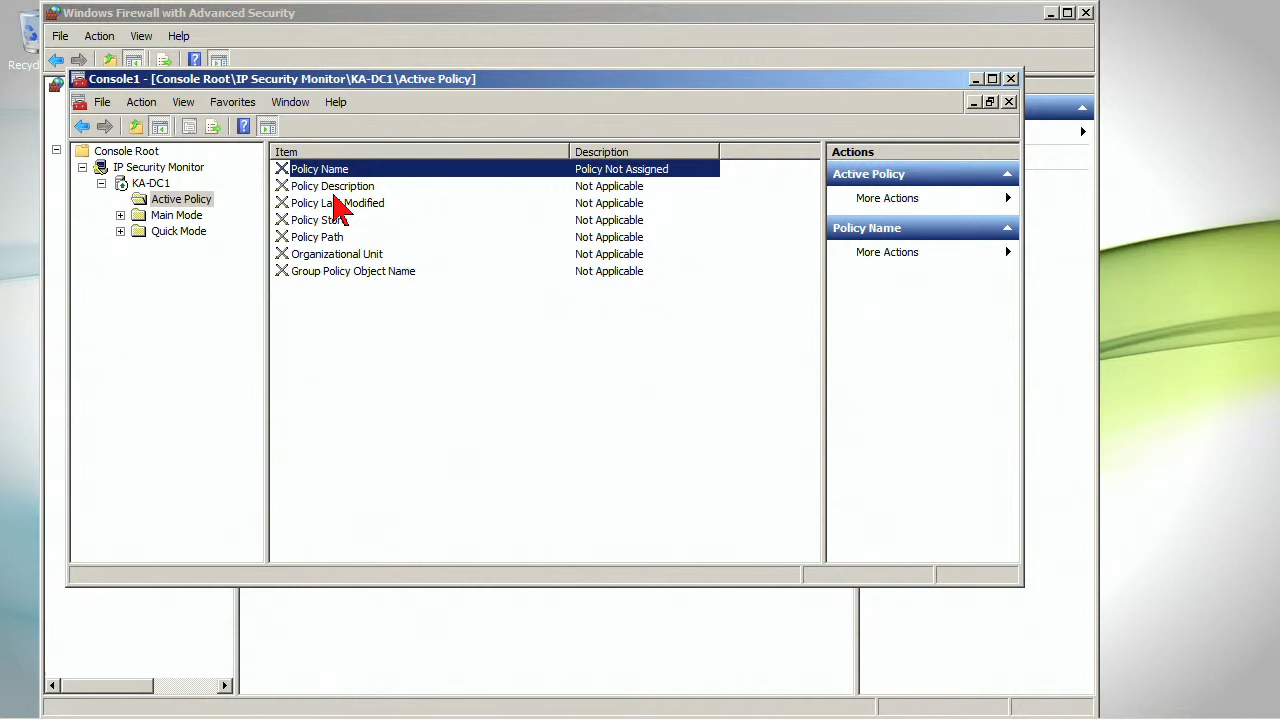 Windows Firewall with Advanced Security
File Action View Help
Console1 - [Console Root\IP Security Monitor\KA-DC1\Active Policy]
File Action View Favorites Window Help
Console Root
IP Security Monitor
KA-DC1
Active Policy
Main Mode
Quick Mode
Item Description
Policy Name Policy Not Assigned
Policy Description Not Applicable
Policy Modified Not Applicable
Policy Not Applicable
Policy Path Not Applicable
Organizational Unit Not Applicable
Group Policy Object Name Not Applicable
Actions
Active Policy
More Actions
Policy Name
More Actions